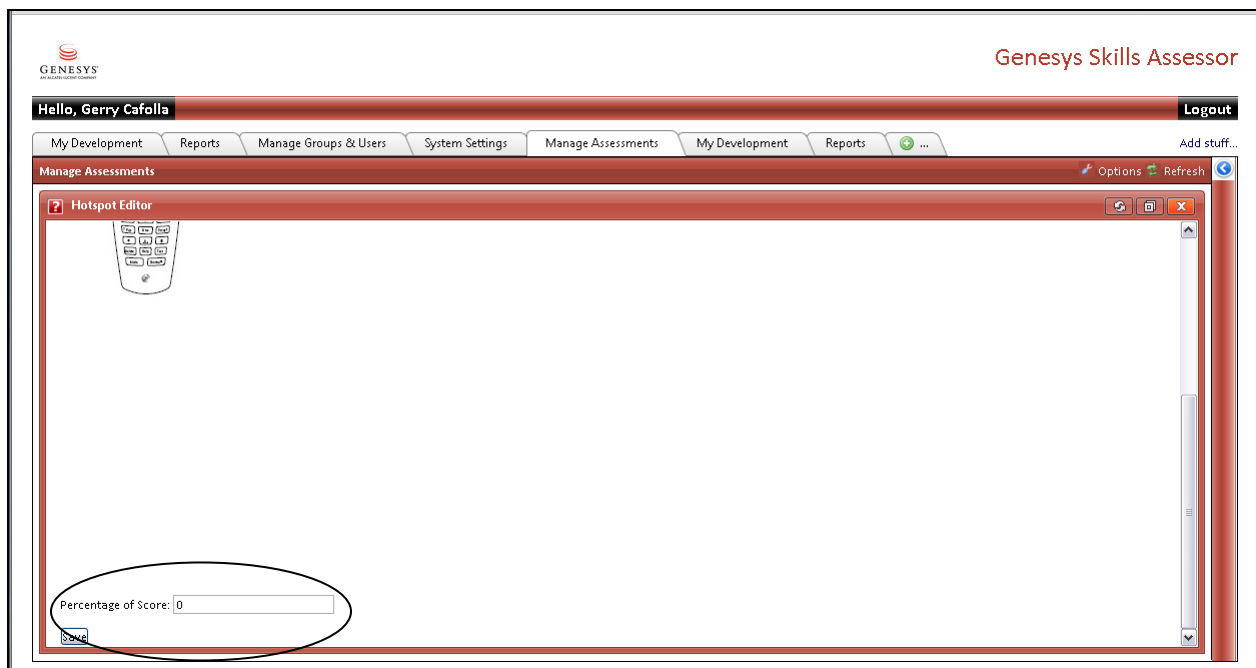 GENESYS
AN ALCATEL-LUCENT COMPANY
Genesys Skills Assessor
Hello, Gerry Cafolla
Logout
My Development Reports Manage Groups & Users System Settings Manage Assessments My Development Reports ... Add stuff...
Manage Assessments
Options Refresh
Hotspot Editor
Percentage of Score: 0
Save